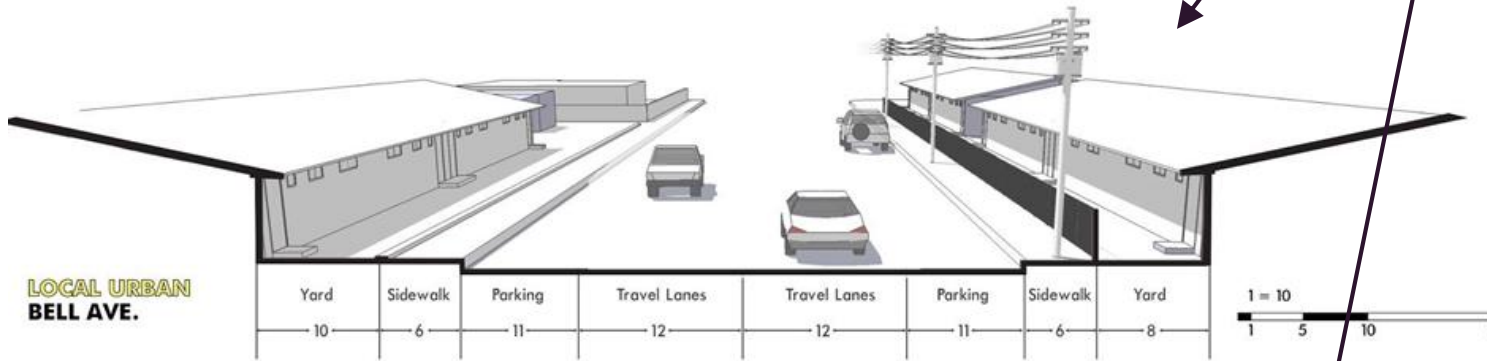 LOCAL URBAN
BELL AVE.
Yard Sidewalk Parking Travel Lanes Travel Lanes Parking Sidewalk Yard
10 6 11 12 12 11 6 8
1 = 10
1 5 10